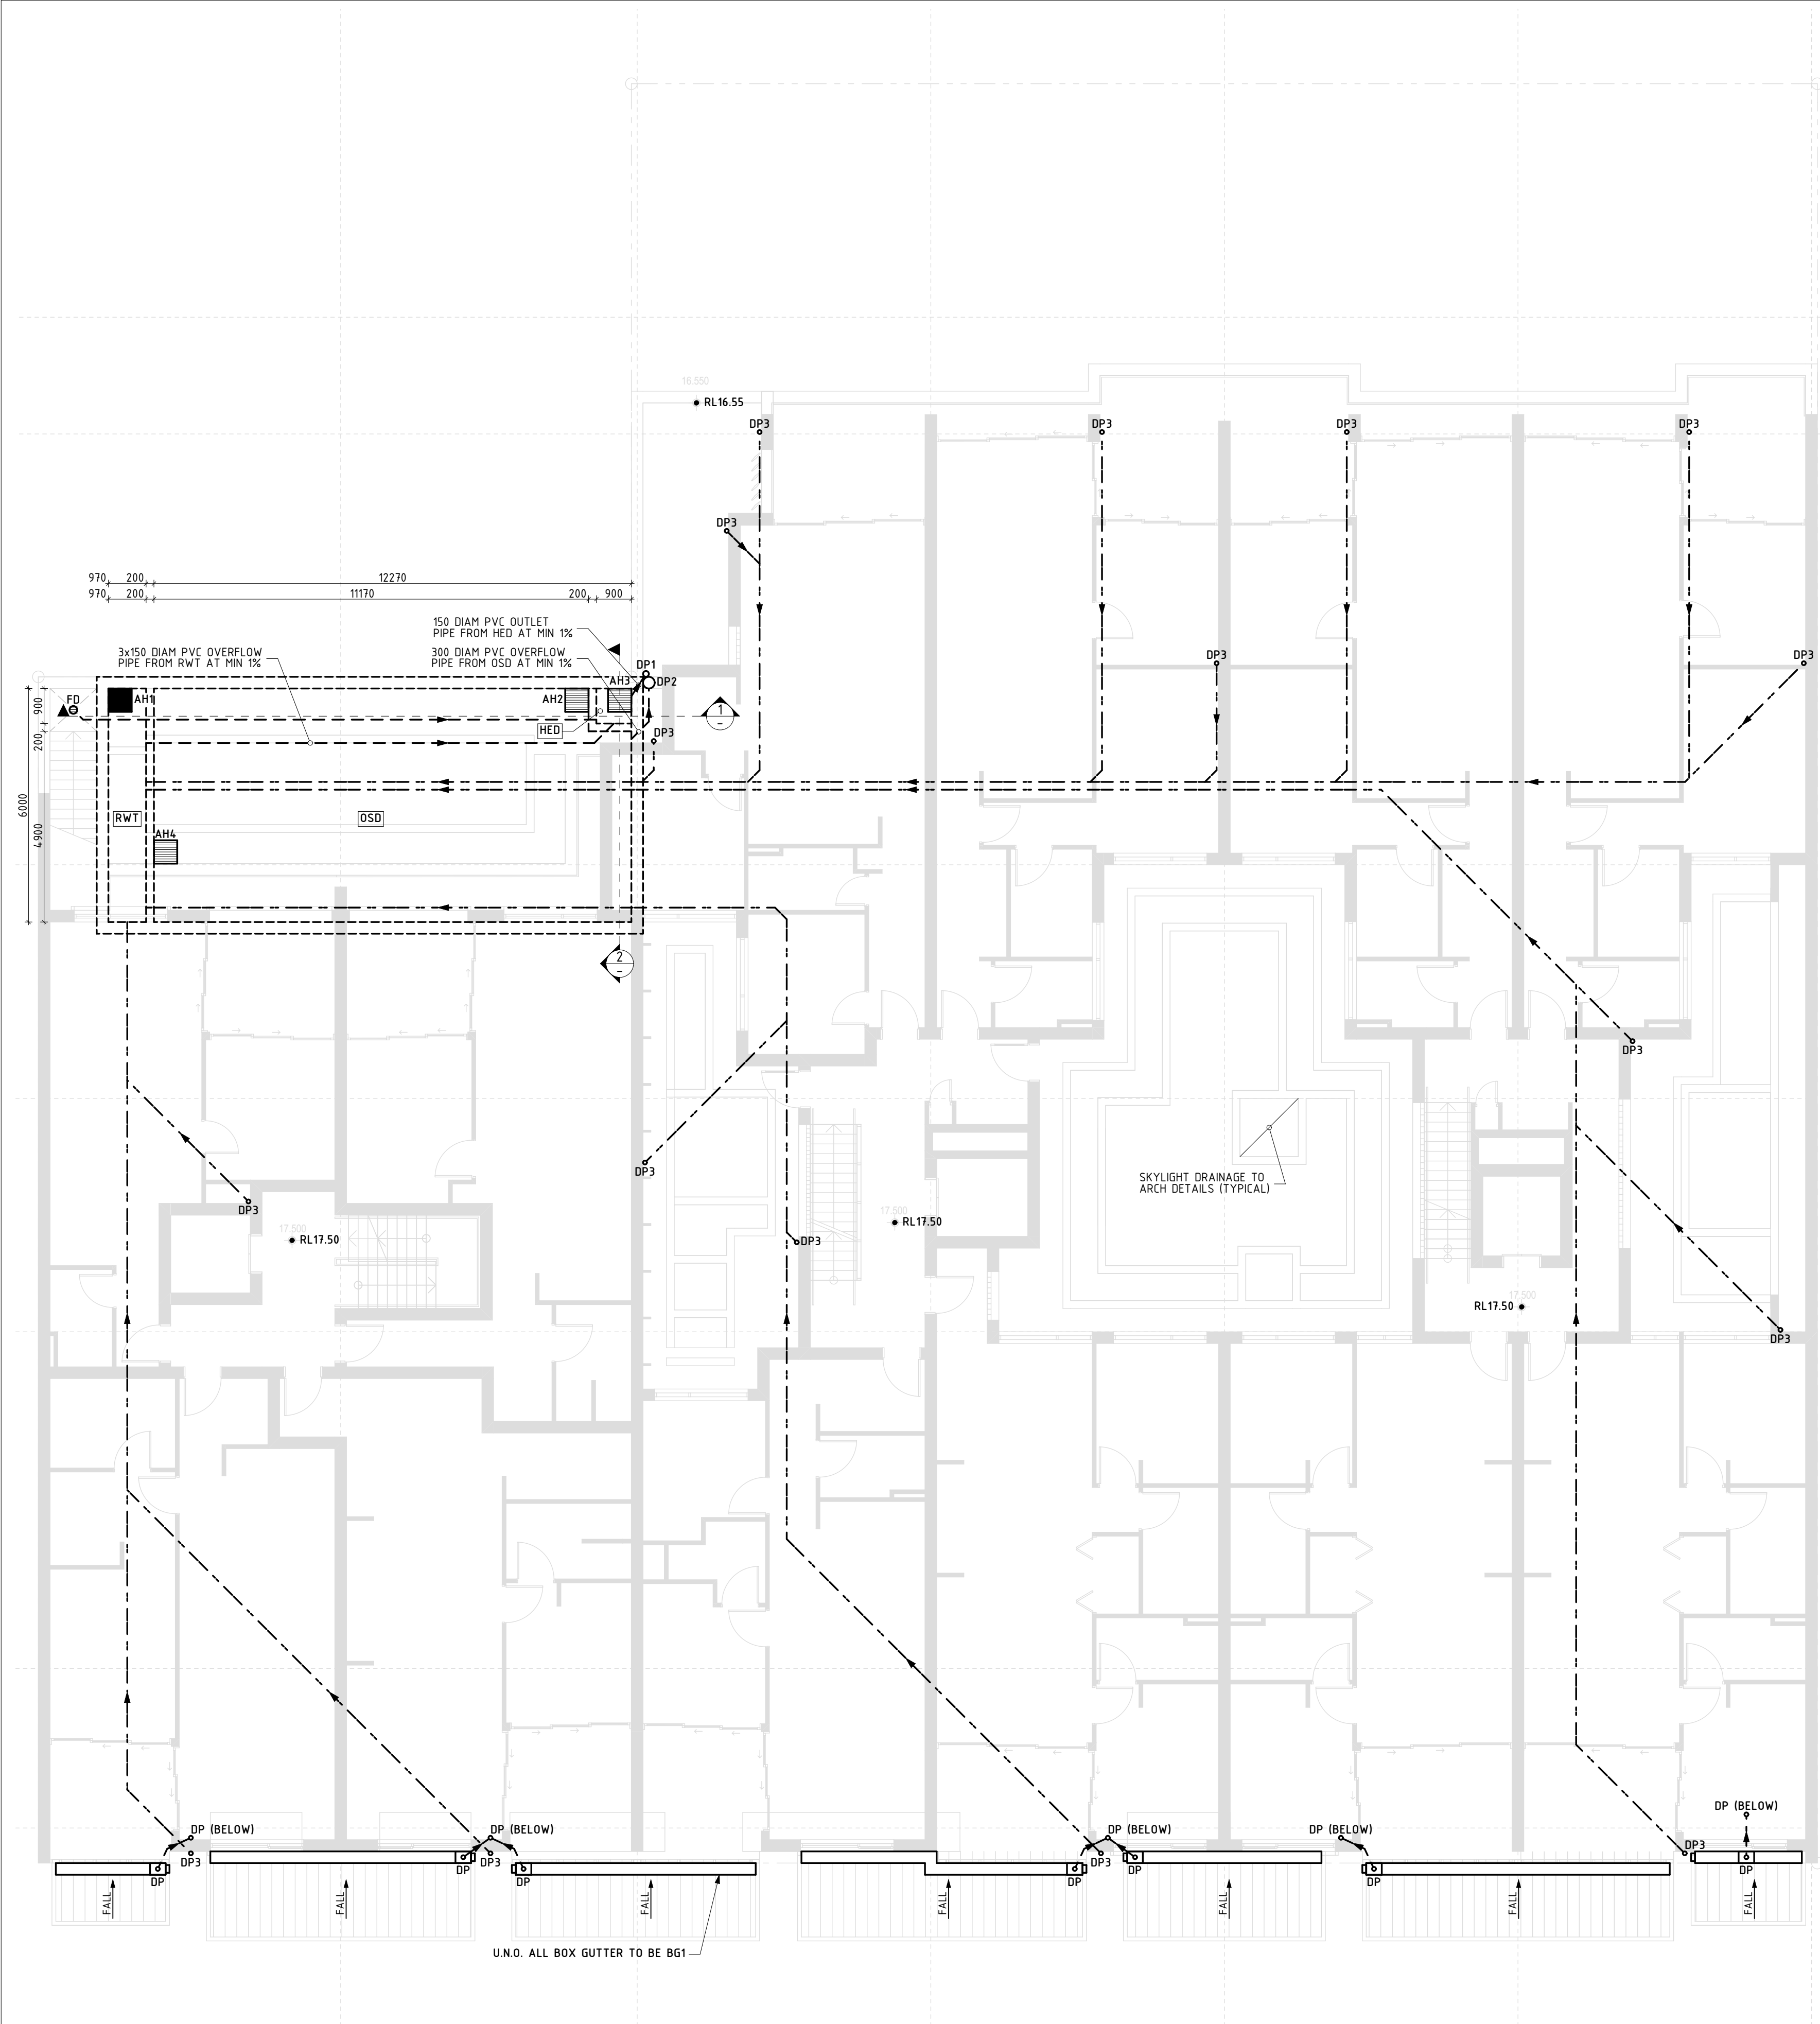 16.550
RL16.55
DP3
DP3
DP3
DP3
DP3
DP3
DP3
970
200
12270
970
200
11170
200
900
150 DIAM PVC OUTLET
PIPE FROM HED AT MIN 1%
3x150 DIAM PVC OVERFLOW
PIPE FROM RWT AT MIN 1%
300 DIAM PVC OVERFLOW
PIPE FROM OSD AT MIN 1%
DP1
DP2
AH3
FD
AH1
AH2
900
1
-
HED
DP3
200
6000
4900
RWT
OSD
AH4
2
-
DP3
DP3
SKYLIGHT DRAINAGE TO
ARCH DETAILS (TYPICAL)
DP3
17.500
RL17.50
17.500
RL17.50
DP3
17.500
RL17.50
DP3
DP (BELOW)
DP (BELOW)
DP (BELOW)
DP (BELOW)
DP (BELOW)
DP3
DP3
DP3
DP3
DP
DP
DP
DP
DP
DP
DP
FALL
FALL
FALL
FALL
FALL
FALL
FALL
U.N.O. ALL BOX GUTTER TO BE BG1